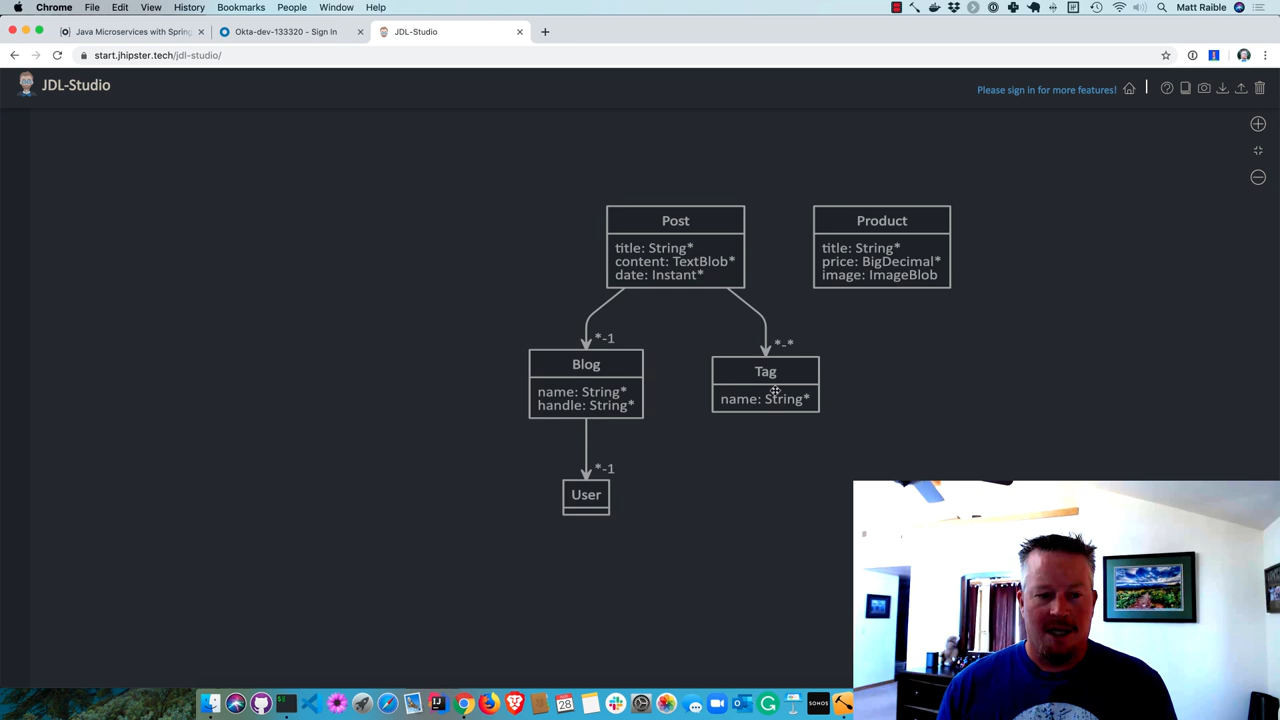 Chrome File Edit View History Bookmarks People Window Help Matt Raible
Java Microservices with Spring
Okta-dev-133320 - Sign In
JDL-Studio
start.jhipster.tech/jdl-studio/
JDL-Studio
Please sign in for more features!
Post
title: String*
content: TextBlob*
date: Instant*
Product
title: String*
price: BigDecimal*
image: ImageBlob
*-1
*-*
Blog
name: String*
handle: String*
Tag
name: String*
*-1
User
28
SONOS